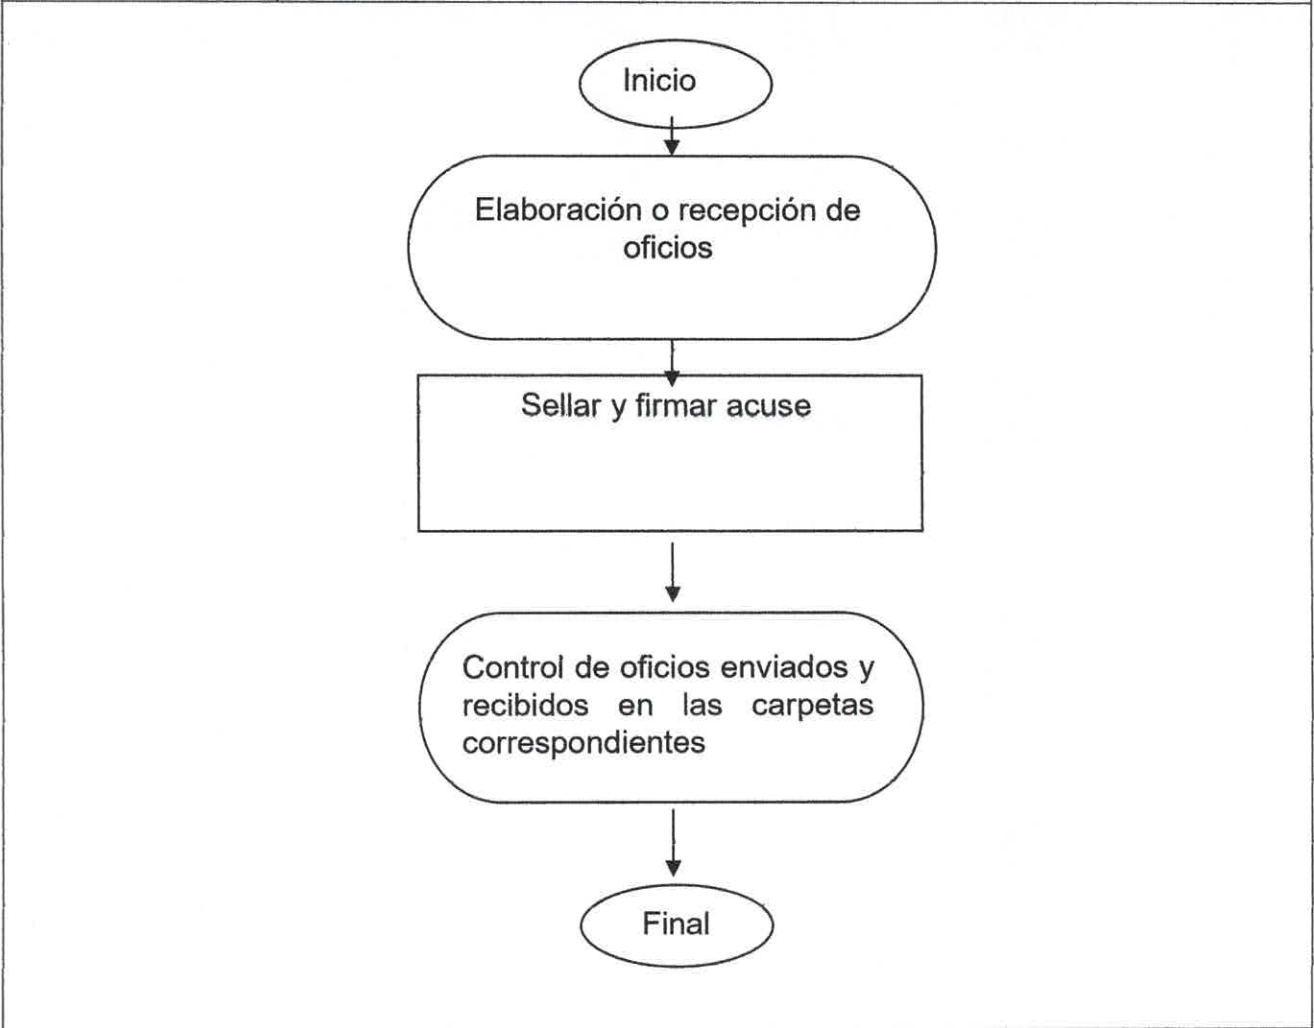 Inicio
Elaboración o recepción de
oficios
Sellar y firmar acuse
Control de oficios enviados y
recibidos en las carpetas
correspondientes
Final